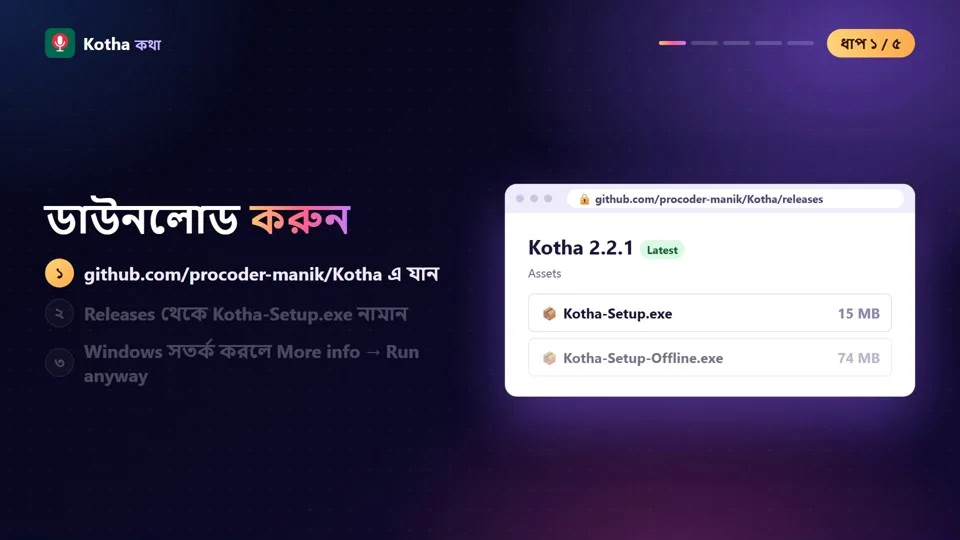 Kotha কথা
ধাপ ১ / ৫
ডাউনলোড করুন
১ github.com/procoder-manik/Kotha এ যান
২ Releases থেকে Kotha-Setup.exe নামান
৩ Windows সতর্ক করলে More info → Run
anyway
github.com/procoder-manik/Kotha/releases
Kotha 2.2.1 Latest
Assets
Kotha-Setup.exe 15 MB
Kotha-Setup-Offline.exe 74 MB